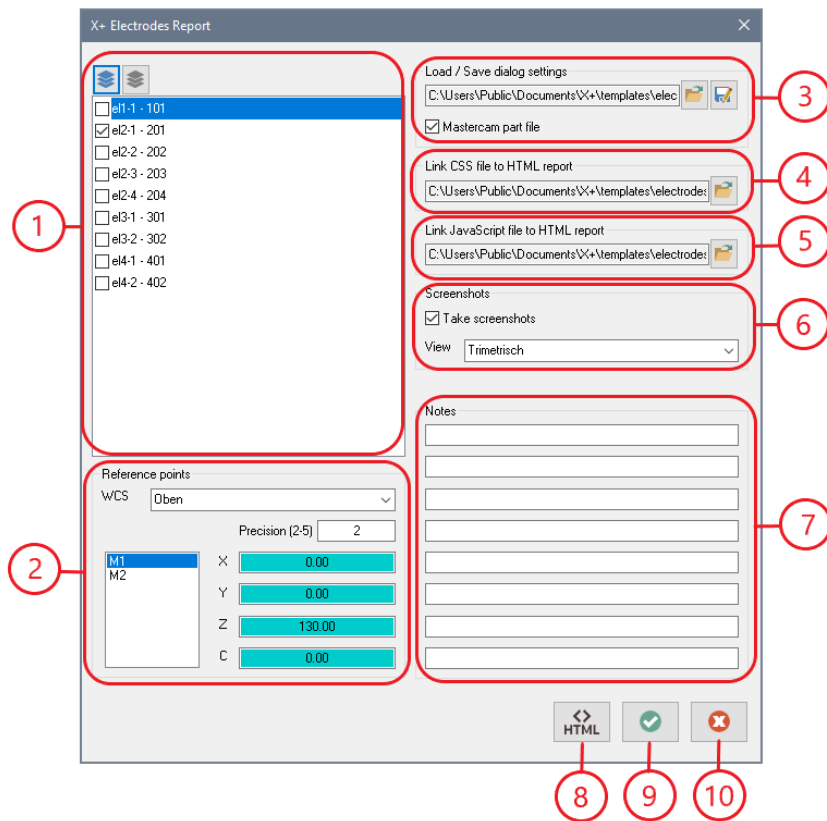 X+ Electrodes Report
el1-1 - 101
el2-1 - 201
el2-2 - 202
el2-3 - 203
el2-4 - 204
el3-1 - 301
el3-2 - 302
el4-1 - 401
el4-2 - 402
1
Reference points
WCS Oben
Precision (2-5) 2
M1
M2
X 0.00
Y 0.00
Z 130.00
C 0.00
2
Load / Save dialog settings
C:\Users\Public\Documents\X+\templates\elec
Mastercam part file
3
Link CSS file to HTML report
C:\Users\Public\Documents\X+\templates\electrodes
4
Link JavaScript file to HTML report
C:\Users\Public\Documents\X+\templates\electrodes
5
Screenshots
Take screenshots
View Trimetrisch
6
Notes
7
<> HTML
8
9
10